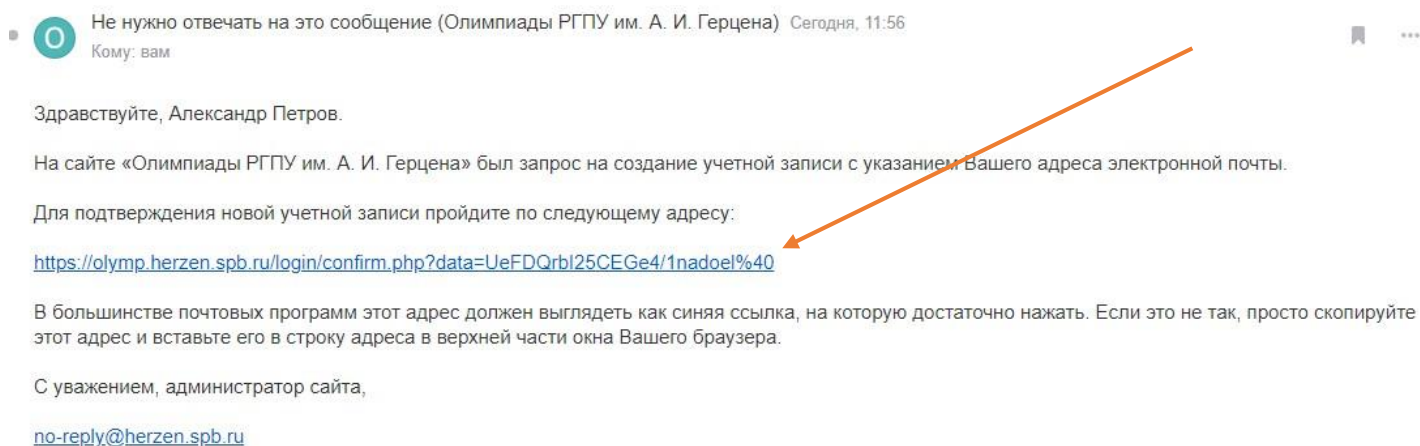 О
Не нужно отвечать на это сообщение (Олимпиады РГПУ им. А. И. Герцена) Сегодня, 11:56
Кому: вам
Здравствуйте, Александр Петров.
На сайте «Олимпиады РГПУ им. А. И. Герцена» был запрос на создание учетной записи с указанием Вашего адреса электронной почты.
Для подтверждения новой учетной записи пройдите по следующему адресу:
https://olymp.herzen.spb.ru/login/confirm.php?data=UeFDQrbI25CEGe4/1nadoel%40
В большинстве почтовых программ этот адрес должен выглядеть как синяя ссылка, на которую достаточно нажать. Если это не так, просто скопируйте
этот адрес и вставьте его в строку адреса в верхней части окна Вашего браузера.
С уважением, администратор сайта,
no-reply@herzen.spb.ru